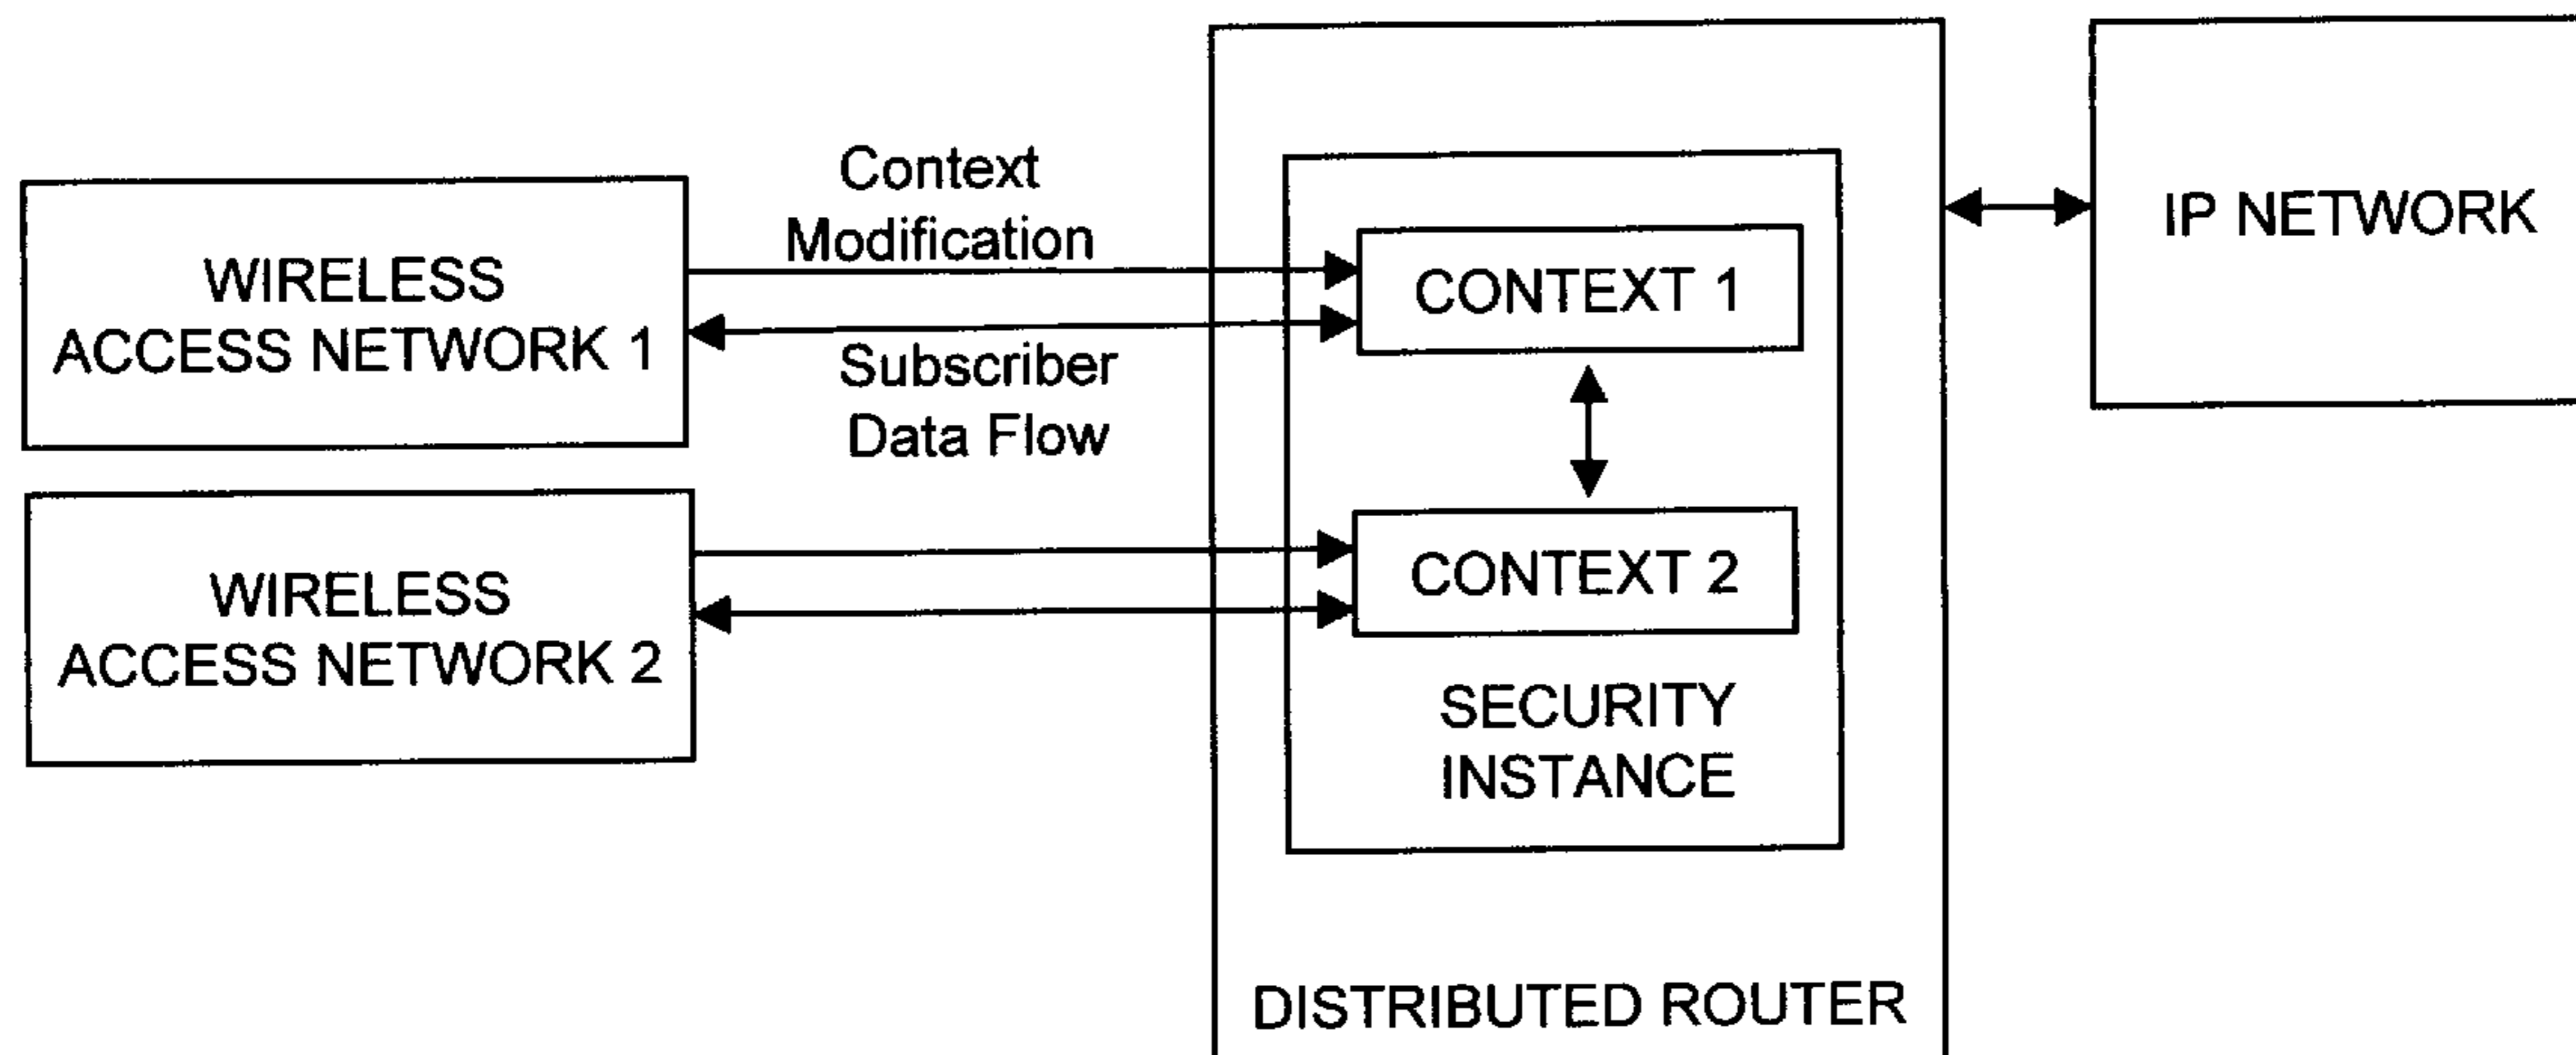 WIRELESS
ACCESS NETWORK 1
Context
Modification
Subscriber
Data Flow
WIRELESS
ACCESS NETWORK 2
CONTEXT 1
CONTEXT 2
SECURITY
INSTANCE
DISTRIBUTED ROUTER
IP NETWORK